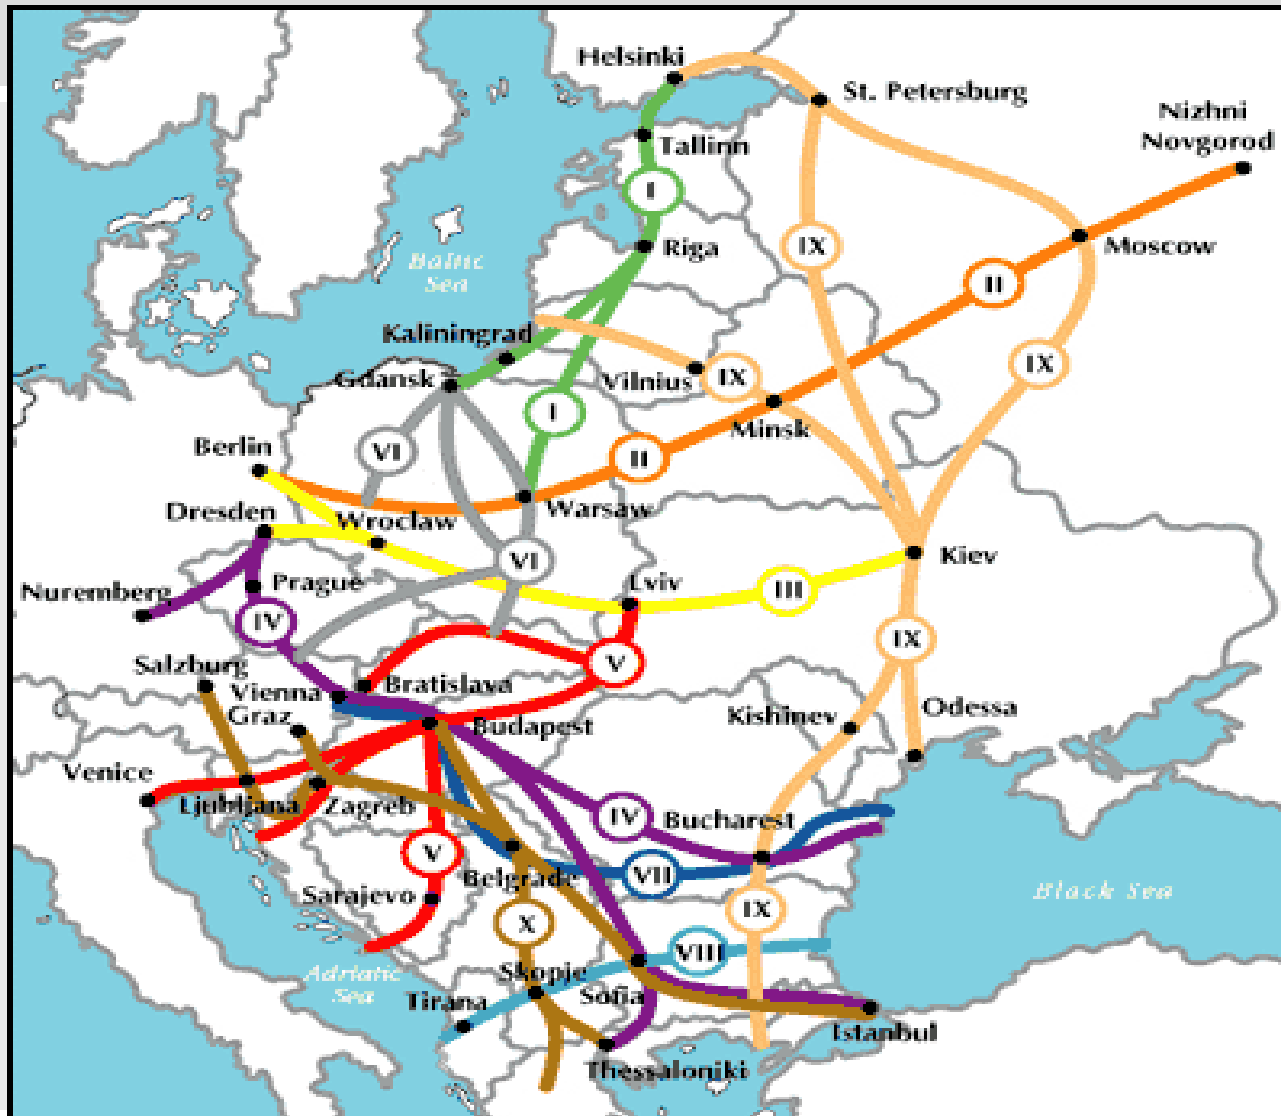 Helsinki
St. Petersburg
Nizhni
Novgorod
Tallinn
I
Riga
IX
Moscow
Baltic
Sea
II
Kaliningrad
Gdansk
Vilnius
IX
IX
I
Minsk
VI
Berlin
II
Dresden
Wroclaw
Warsaw
VI
Kiev
Nuremberg
Prague
Lviv
III
IV
IX
Salzburg
V
Vienna
Bratislava
Graz
Budapest
Kishinev
Odessa
Venice
Ljubljana
Zagreb
IV
Bucharest
V
Belgrade
VII
Sarajevo
Black Sea
IX
X
VIII
Adriatic
Sea
Skopje
Tirana
Sofia
Istanbul
Thessaloniki